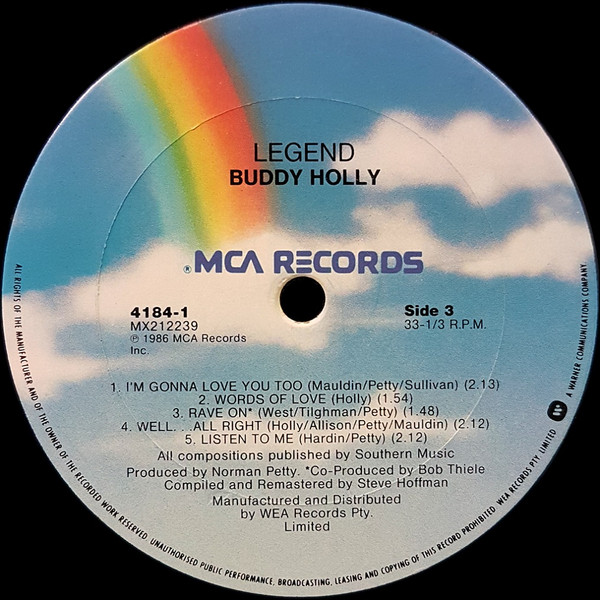 LEGEND
BUDDY HOLLY
® MCA RECORDS
4184-1
MX212239
℗ 1986 MCA Records
Inc.
Side 3
33-1/3 R.P.M.
1. I'M GONNA LOVE YOU TOO (Mauldin/Petty/Sullivan) (2.13)
2. WORDS OF LOVE (Holly) (1.54)
3. RAVE ON* (West/Tilghman/Petty) (1.48)
4. WELL. . .ALL RIGHT (Holly/Allison/Petty/Mauldin) (2.12)
5. LISTEN TO ME (Hardin/Petty) (2.12)
All compositions published by Southern Music
Produced by Norman Petty. *Co-Produced by Bob Thiele
Compiled and Remastered by Steve Hoffman
Manufactured and Distributed
by WEA Records Pty.
Limited
ALL RIGHTS OF THE MANUFACTURER AND OF THE OWNER OF THE RECORDED WORK RESERVED. UNAUTHORISED PUBLIC PERFORMANCE, BROADCASTING, LEASING AND COPYING OF THIS RECORD PROHIBITED. WEA RECORDS PTY. LIMITED A WARNER COMMUNICATIONS COMPANY.